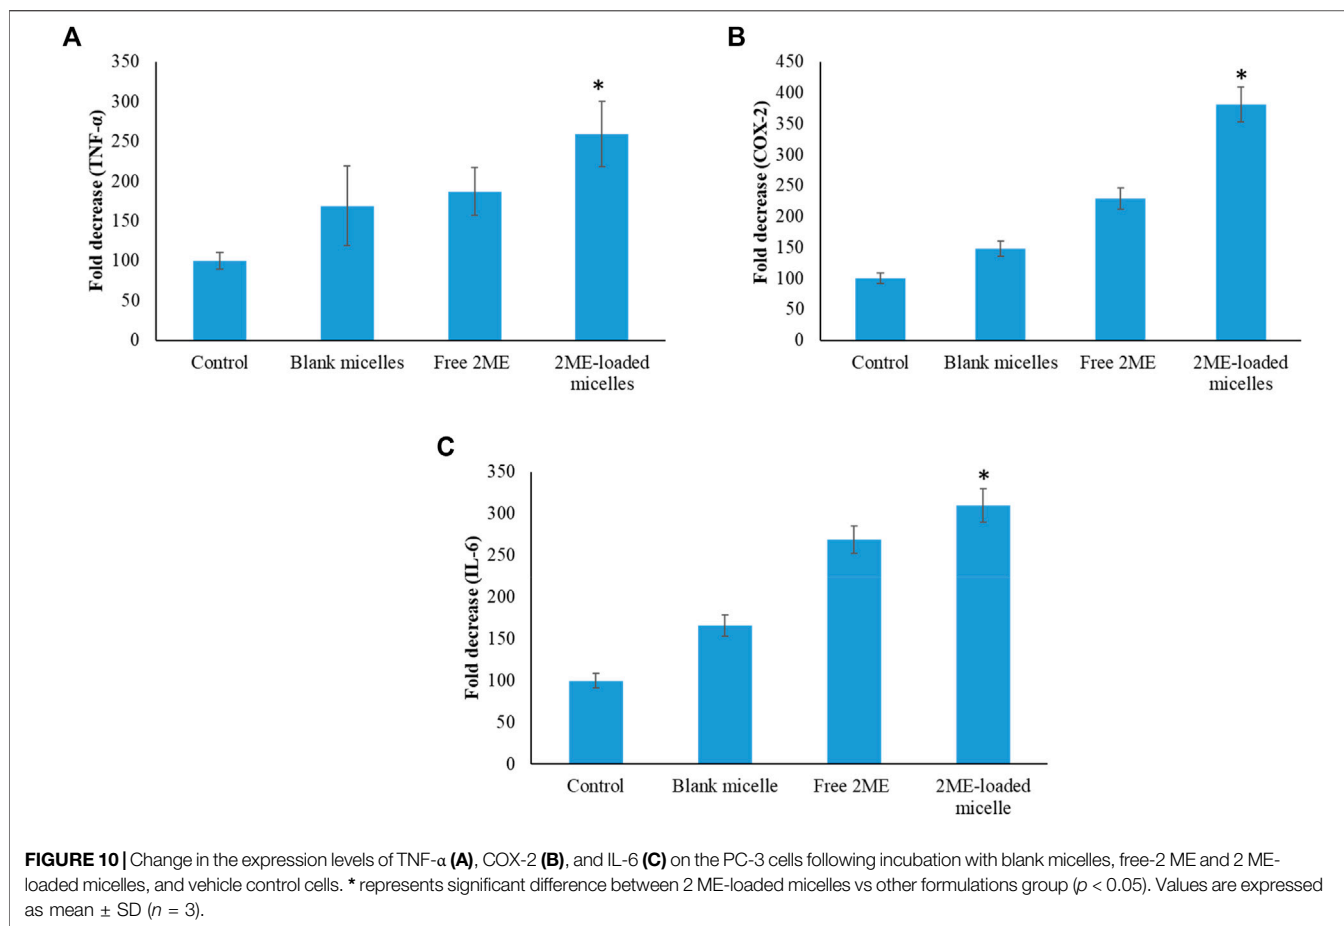 A
Fold decrease (TNF-α)
350
300
250
200
150
100
50
0
*
Control
Blank micelles
Free 2ME
2ME-loaded
micelles
B
Fold decrease (COX-2)
450
400
350
300
250
200
150
100
50
0
*
Control
Blank micelles
Free 2ME
2ME-loaded
micelles
C
Fold decrease (IL-6)
350
300
250
200
150
100
50
0
*
Control
Blank micelle
Free 2ME
2ME-loaded
micelle
FIGURE 10 | Change in the expression levels of TNF-α (A), COX-2 (B), and IL-6 (C) on the PC-3 cells following incubation with blank micelles, free-2 ME and 2 ME-
loaded micelles, and vehicle control cells. * represents significant difference between 2 ME-loaded micelles vs other formulations group (p < 0.05). Values are expressed
as mean ± SD (n = 3).